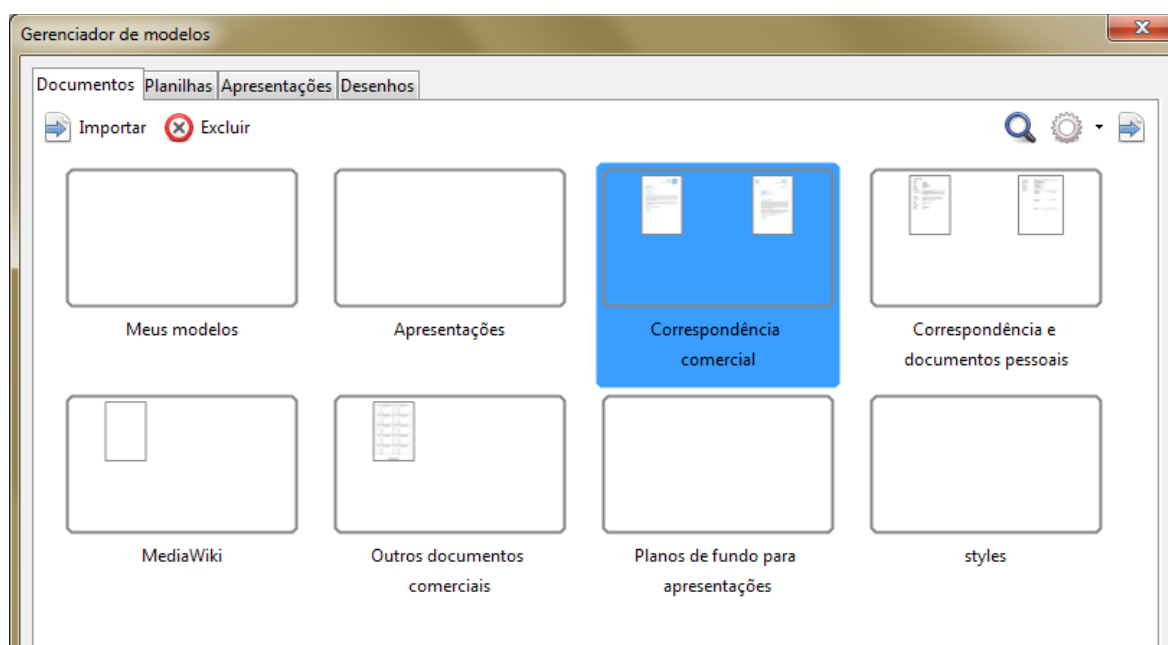 Gerenciador de modelos
Documentos Planilhas Apresentações Desenhos
Importar Excluir
Meus modelos Apresentações Correspondência Correspondência e
comercial documentos pessoais
MediaWiki Outros documentos Planos de fundo para styles
comerciais apresentações